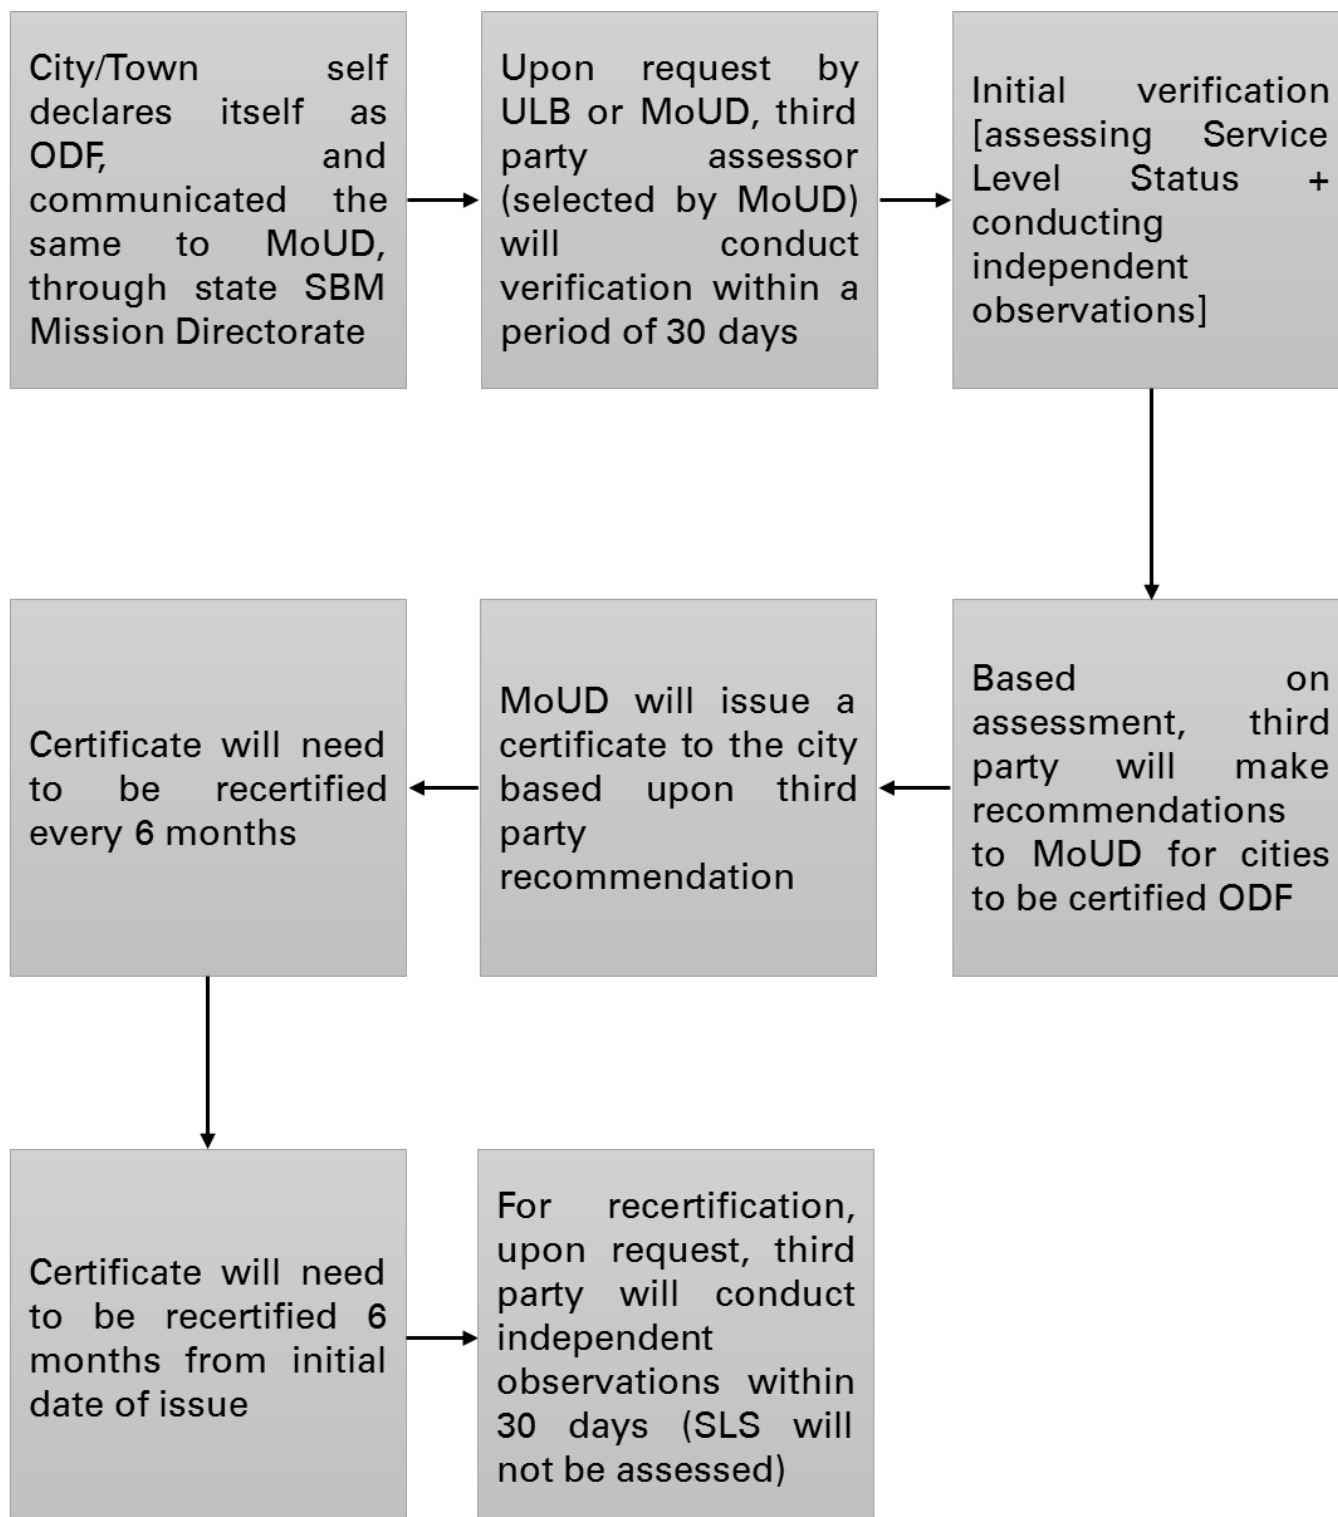 City/Town self
declares itself as
ODF, and
communicated the
same to MoUD,
through state SBM
Mission Directorate
Upon request by
ULB or MoUD, third
party assessor
(selected by MoUD)
will conduct
verification within a
period of 30 days
Initial verification
[assessing Service
Level Status +
conducting
independent
observations]
Based on
assessment, third
party will make
recommendations
to MoUD for cities
to be certified ODF
MoUD will issue a
certificate to the city
based upon third
party
recommendation
Certificate will need
to be recertified
every 6 months
Certificate will need
to be recertified 6
months from initial
date of issue
For recertification,
upon request, third
party will conduct
independent
observations within
30 days (SLS will
not be assessed)